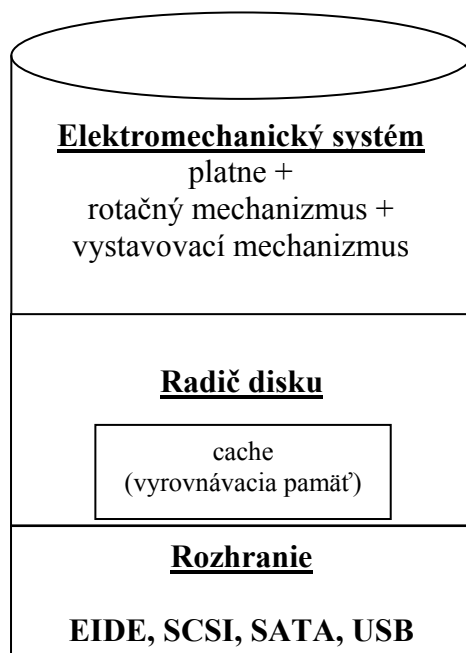 Elektromechanický systém
platne +
rotačný mechanizmus +
vystavovací mechanizmus
Radič disku
cache
(vyrovnávacia pamäť)
Rozhranie
EIDE, SCSI, SATA, USB